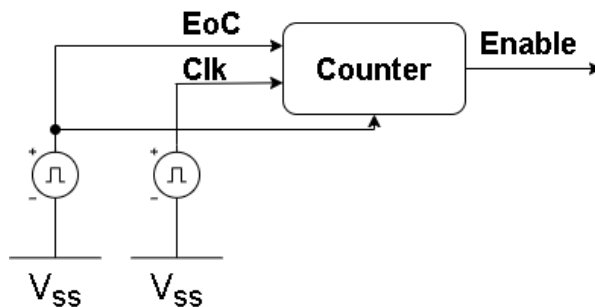 EoC
Enable
Clk
Counter
+
-
+
-
Vss
Vss